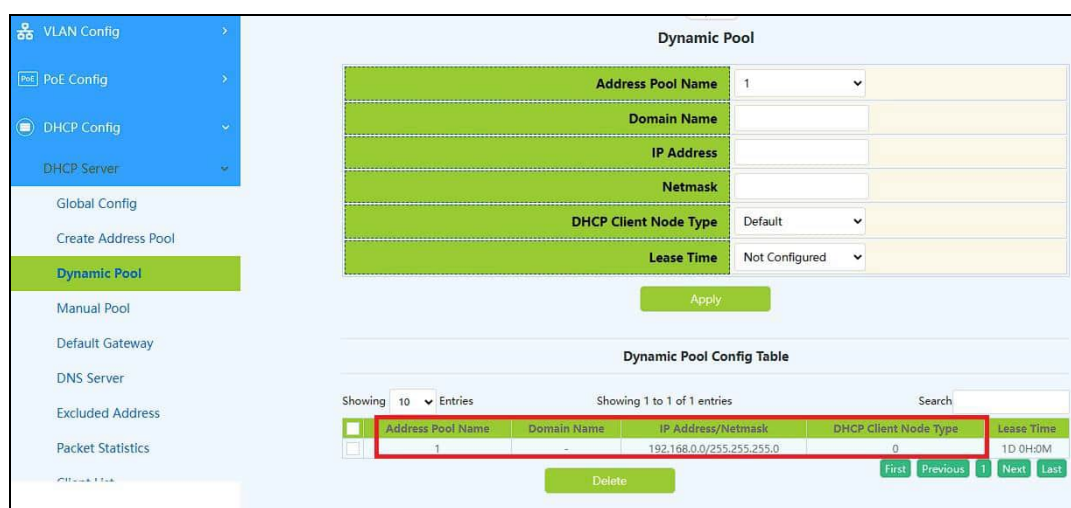 VLAN Config
PoE PoE Config
DHCP Config
DHCP Server
Global Config
Create Address Pool
Dynamic Pool
Manual Pool
Default Gateway
DNS Server
Excluded Address
Packet Statistics
Client List
Dynamic Pool
Address Pool Name 1
Domain Name
IP Address
Netmask
DHCP Client Node Type Default
Lease Time Not Configured
Apply
Dynamic Pool Config Table
Showing 10 Entries Showing 1 to 1 of 1 entries Search
Address Pool Name Domain Name IP Address/Netmask DHCP Client Node Type Lease Time
1 - 192.168.0.0/255.255.255.0 0 1D 0H:0M
First Previous 1 Next Last
Delete